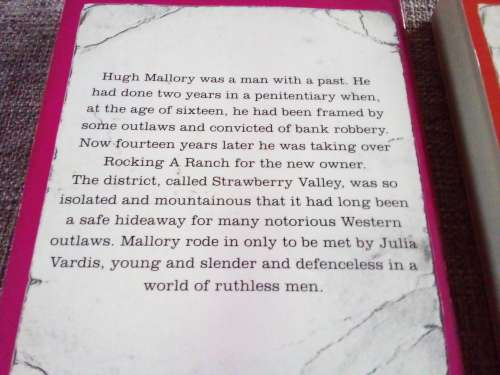 Hugh Mallory was a man with a past. He
had done two years in a penitentiary when,
at the age of sixteen, he had been framed by
some outlaws and convicted of bank robbery.
Now fourteen years later he was taking over
Rocking A Ranch for the new owner.
The district, called Strawberry Valley, was so
isolated and mountainous that it had long been
a safe hideaway for many notorious Western
outlaws. Mallory rode in only to be met by Julia
Vardis, young and slender and defenceless in a
world of ruthless men.